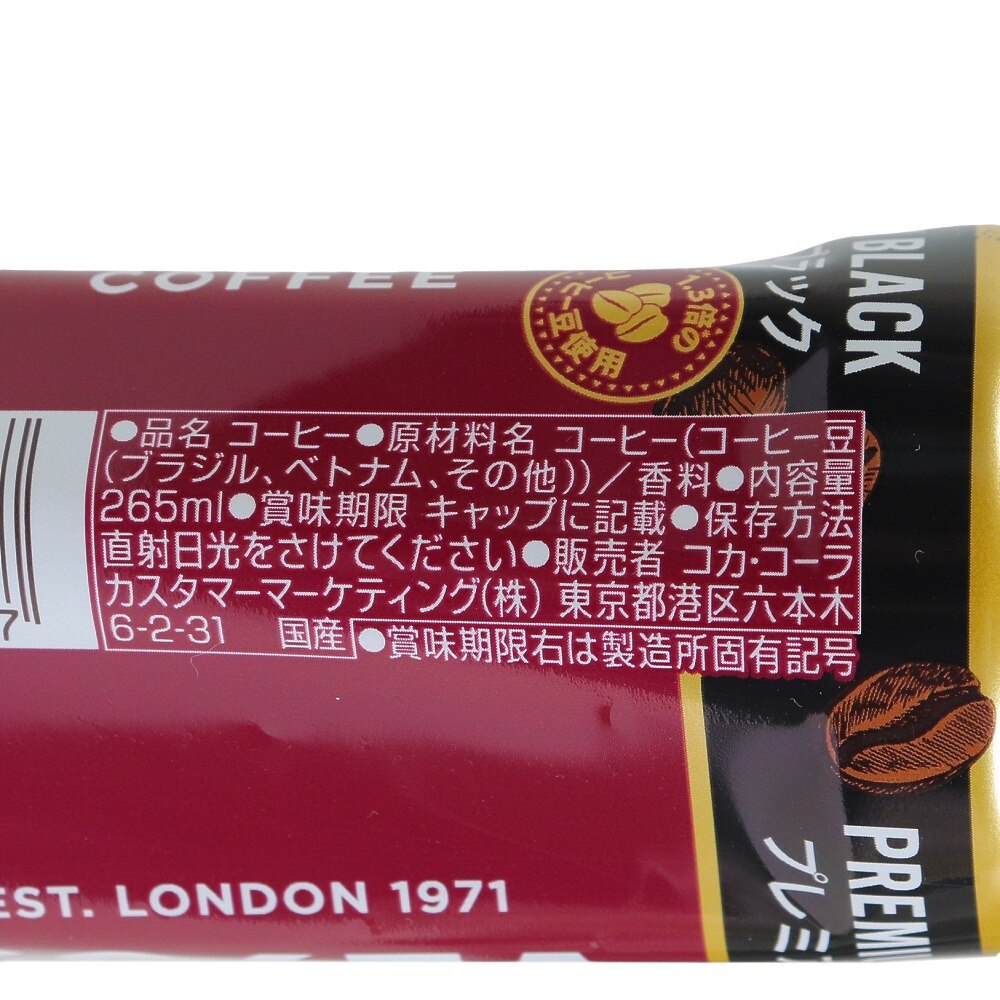 COFFEE
1.3倍の
コーヒー豆使用
BLACK
ブラック
●品名 コーヒー●原材料名 コーヒー(コーヒー豆
(ブラジル、ベトナム、その他))／香料●内容量
265ml●賞味期限 キャップに記載●保存方法
直射日光をさけてください●販売者 コカ・コーラ
カスタマーマーケティング(株) 東京都港区六本木
6-2-31 国産
●賞味期限右は製造所固有記号
7
EST. LONDON 1971
PREMI
プレミ